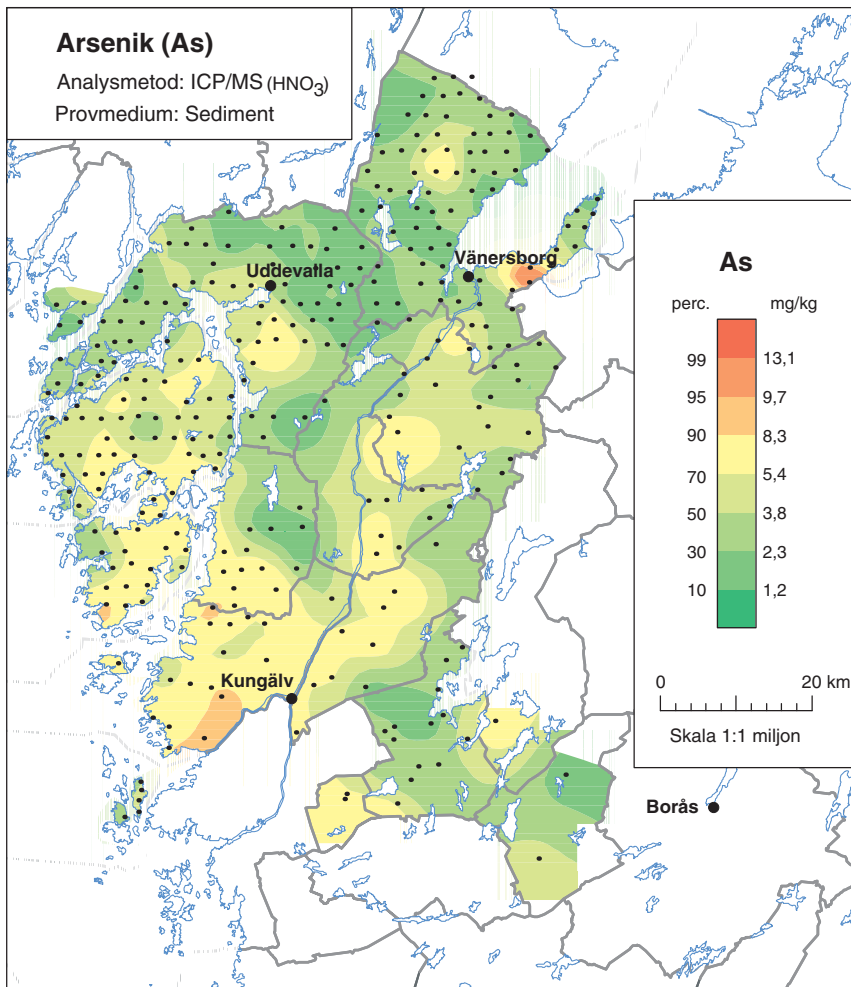 Arsenik (As)
Analysmetod: ICP/MS (HNO3)
Provmedium: Sediment
Vänersborg
Uddevalla
Kungälv
Borås
As
perc. mg/kg
99 13,1
95 9,7
90 8,3
70 5,4
50 3,8
30 2,3
10 1,2
0 20 km
Skala 1:1 miljon